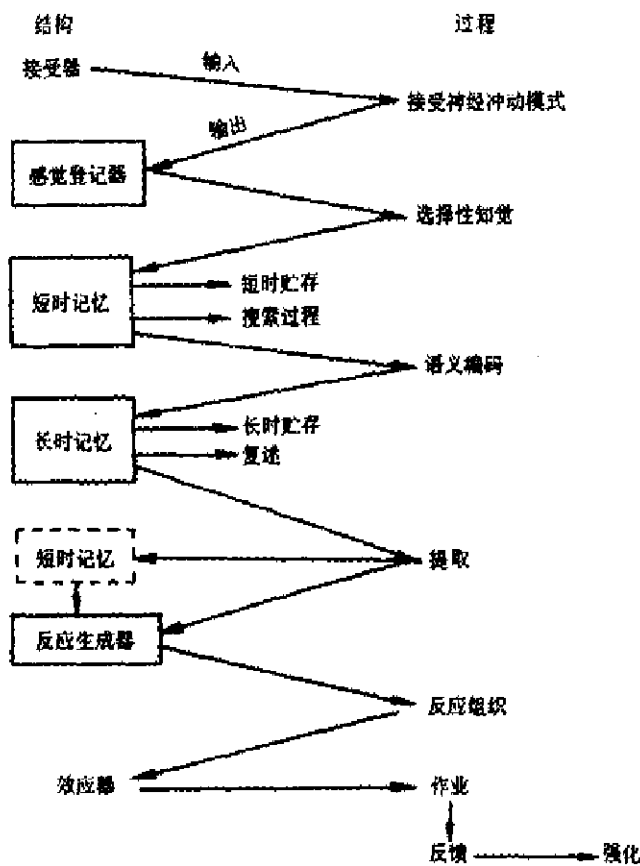 结构
过程
接受器
输入
接受神经冲动模式
输出
感觉登记器
选择性知觉
短时贮存
短时记忆
搜索过程
语义编码
长时贮存
长时记忆
复述
短时记忆
提取
反应生成器
反应组织
效应器
作业
反馈
强化